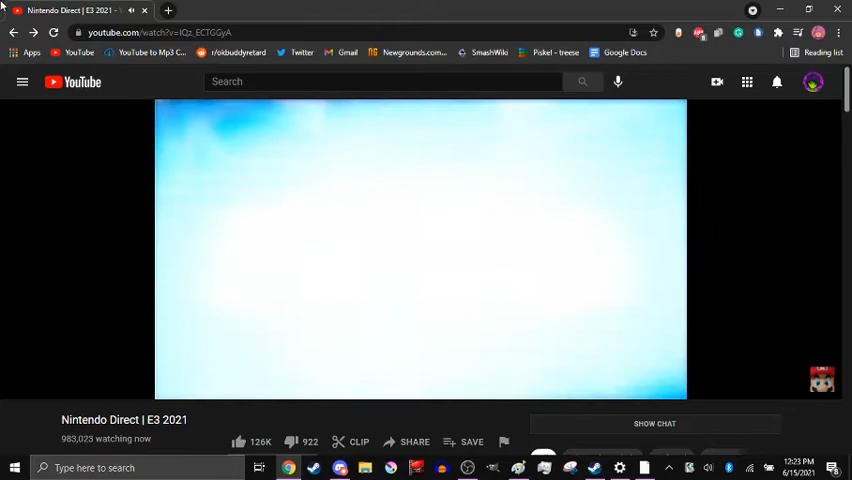 Nintendo Direct | E3 2021 - Y
youtube.com/watch?v=IQz_ECTGGyA
Apps YouTube YouTube to Mp3 C... r/okbuddyretard Twitter Gmail Newgrounds.com... SmashWiki Piskel - treese Google Docs Reading list
YouTube Search
Nintendo Direct | E3 2021
983,023 watching now
126K 922 CLIP SHARE SAVE
SHOW CHAT
Type here to search
12:23 PM
6/15/2021